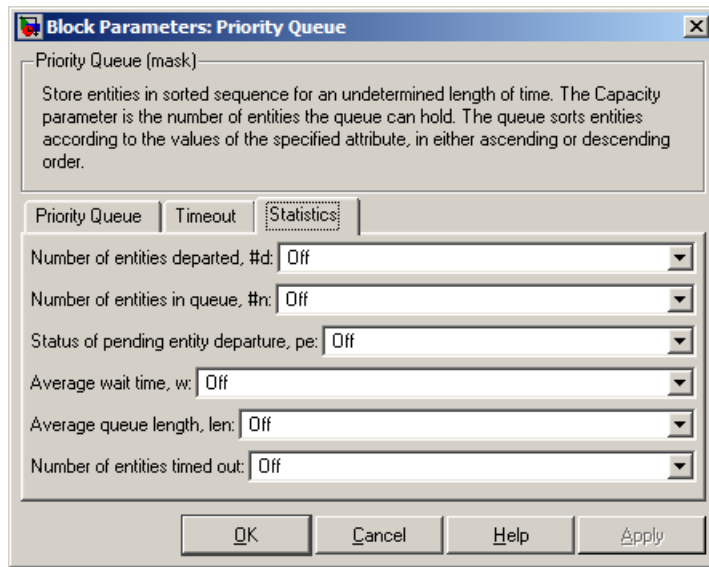 Block Parameters: Priority Queue
Priority Queue (mask)
Store entities in sorted sequence for an undetermined length of time. The Capacity
parameter is the number of entities the queue can hold. The queue sorts entities
according to the values of the specified attribute, in either ascending or descending
order.
Priority Queue Timeout Statistics
Number of entities departed, #d: Off
Number of entities in queue, #n: Off
Status of pending entity departure, pe: Off
Average wait time, w: Off
Average queue length, len: Off
Number of entities timed out: Off
OK Cancel Help Apply